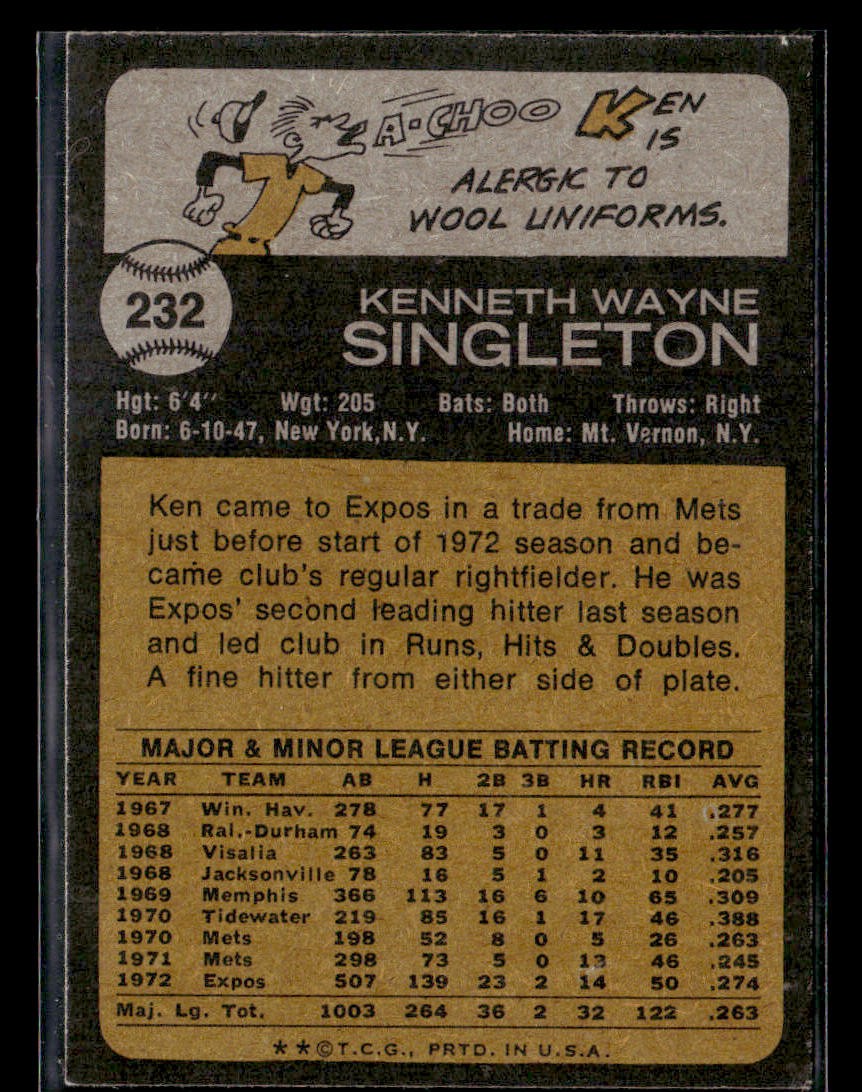 A-CHOO KEN
IS
ALERGIC TO
WOOL UNIFORMS.
232
KENNETH WAYNE
SINGLETON
Hgt: 6'4" Wgt: 205 Bats: Both Throws: Right
Born: 6-10-47, New York, N.Y. Home: Mt. Vernon, N.Y.
Ken came to Expos in a trade from Mets
just before start of 1972 season and be-
came club's regular rightfielder. He was
Expos' second leading hitter last season
and led club in Runs, Hits & Doubles.
A fine hitter from either side of plate.
MAJOR & MINOR LEAGUE BATTING RECORD
YEAR TEAM AB H 2B 3B HR RBI AVG
1967 Win. Hav. 278 77 17 1 4 41 .277
1968 Ral.-Durham 74 19 3 0 3 12 .257
1968 Visalia 263 83 5 0 11 35 .316
1968 Jacksonville 78 16 5 1 2 10 .205
1969 Memphis 366 113 16 6 10 65 .309
1970 Tidewater 219 85 16 1 17 46 .388
1970 Mets 198 52 8 0 5 26 .263
1971 Mets 298 73 5 0 13 46 .245
1972 Expos 507 139 23 2 14 50 .274
Maj. Lg. Tot. 1003 264 36 2 32 122 .263
**©T.C.G., PRTD. IN U.S.A.